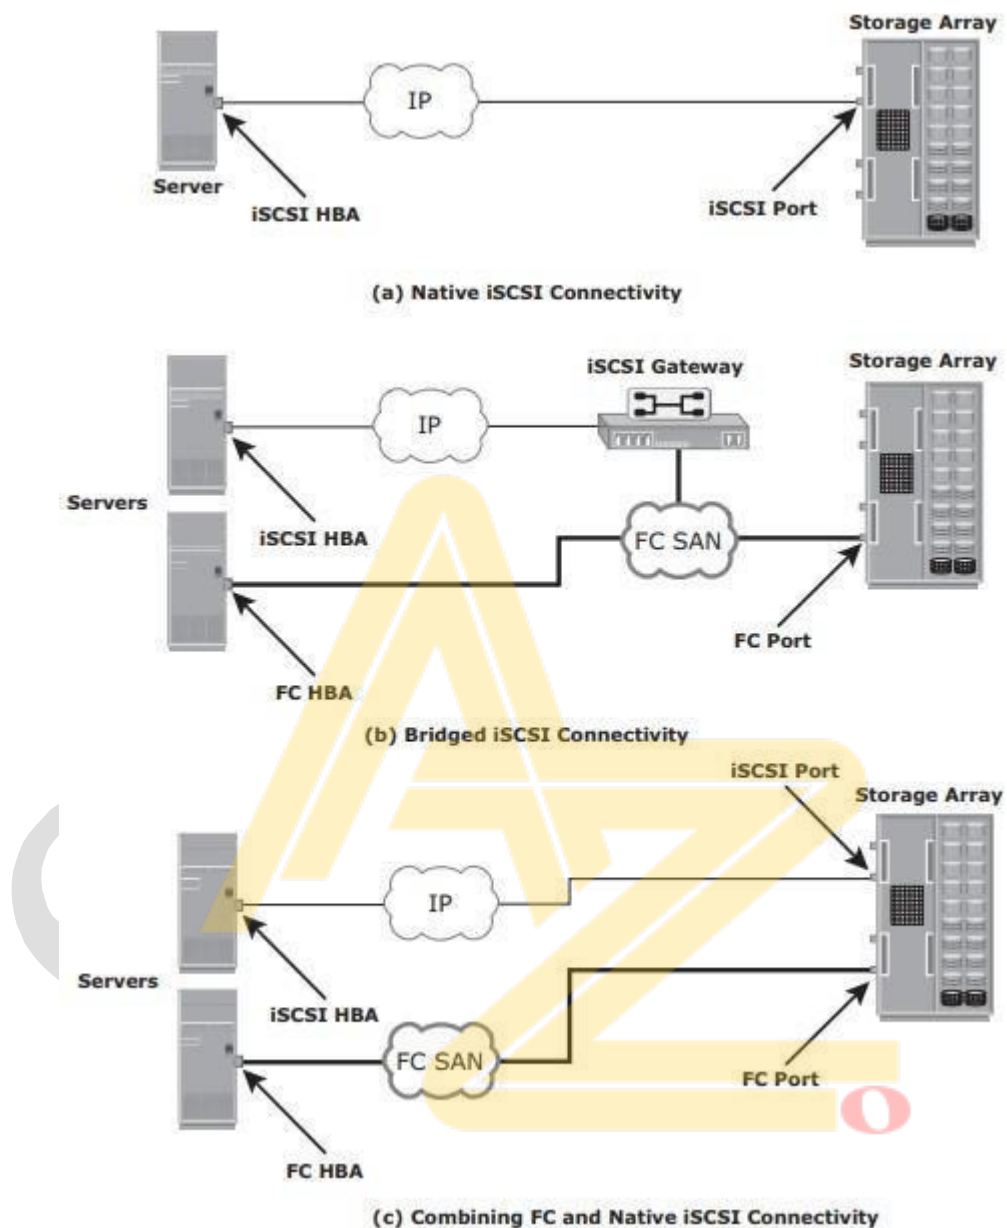 Storage Array
IP
Server
iSCSI HBA
iSCSI Port
(a) Native iSCSI Connectivity
Storage Array
iSCSI Gateway
IP
Servers
iSCSI HBA
FC SAN
FC Port
FC HBA
(b) Bridged iSCSI Connectivity
iSCSI Port
Storage Array
IP
Servers
iSCSI HBA
FC SAN
FC Port
FC HBA
(c) Combining FC and Native iSCSI Connectivity